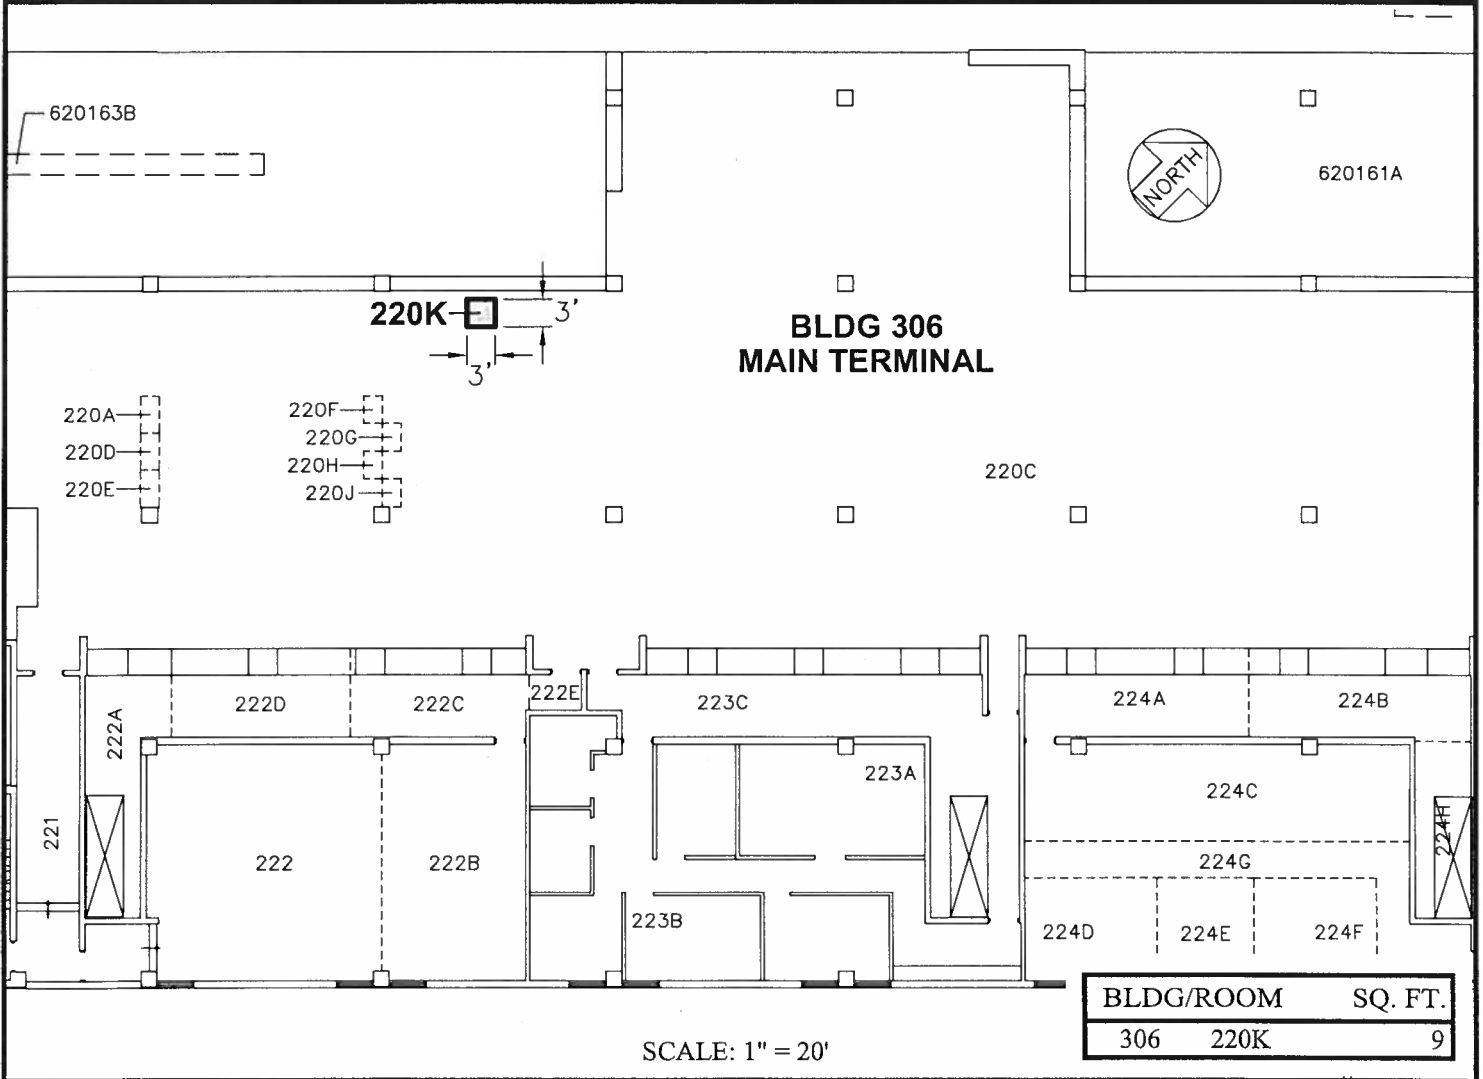 620163B
NORTH
620161A
220K
3'
3'
BLDG 306
MAIN TERMINAL
220A
220D
220E
220F
220G
220H
220J
220C
222A
222D
222C
222E
223C
224A
224B
221
222
222B
223A
223B
224C
224G
224H
224D
224E
224F
BLDG/ROOM SQ. FT.
306 220K 9
SCALE: 1" = 20'